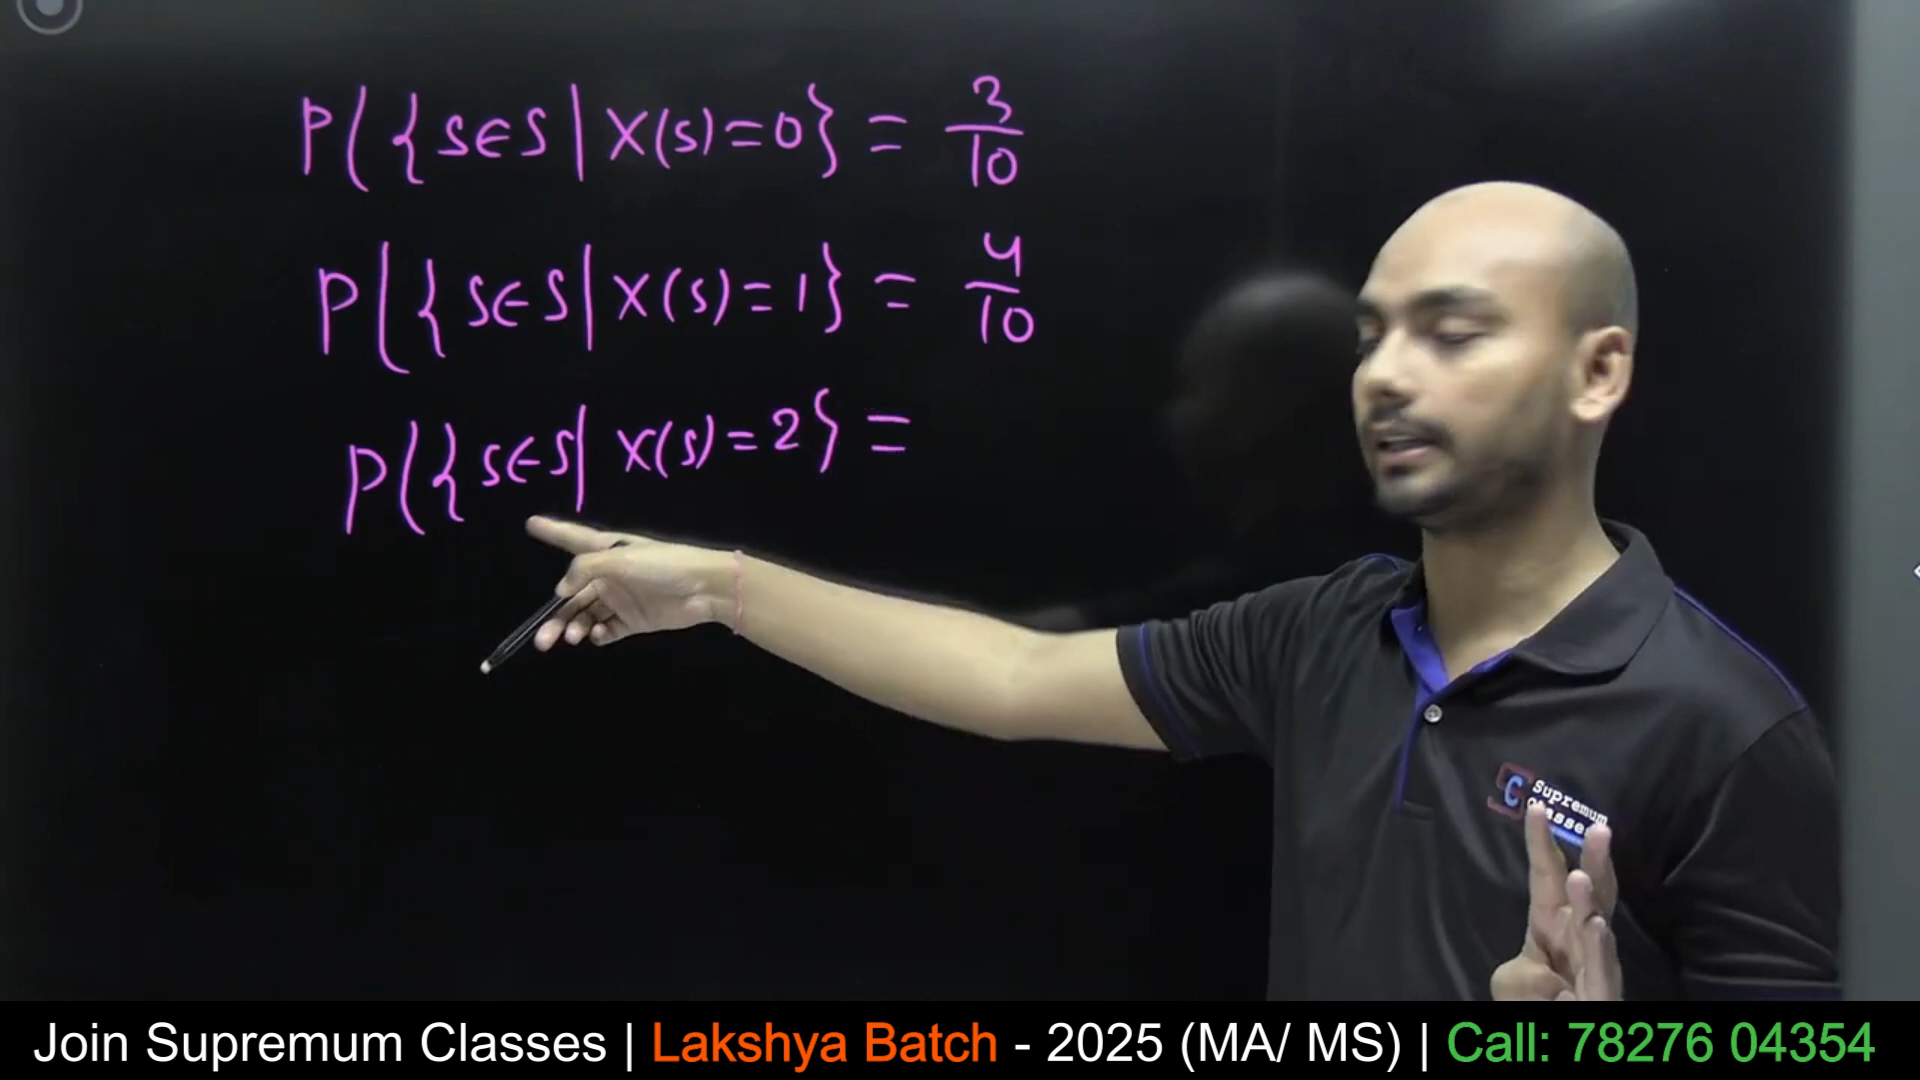 P({s∈S | X(s)=0} = 3/10
P({s∈S | X(s)=1} = 4/10
P({s∈S | X(s)=2} =
SC Supremum
Classes
Join Supremum Classes | Lakshya Batch - 2025 (MA/ MS) | Call: 78276 04354